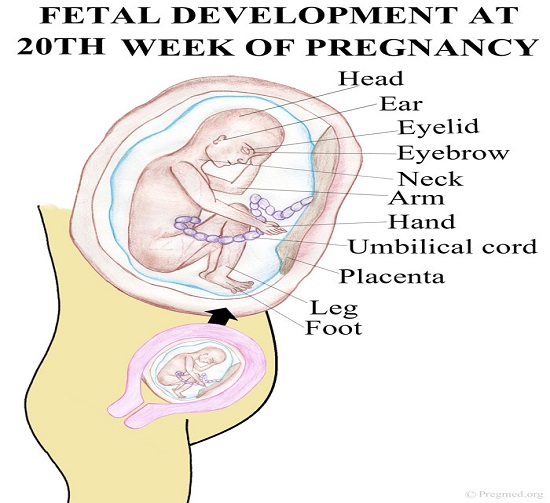 FETAL DEVELOPMENT AT
20TH WEEK OF PREGNANCY
Head
Ear
Eyelid
Eyebrow
Neck
Arm
Hand
Umbilical cord
Placenta
Leg
Foot
© Pregmed.org